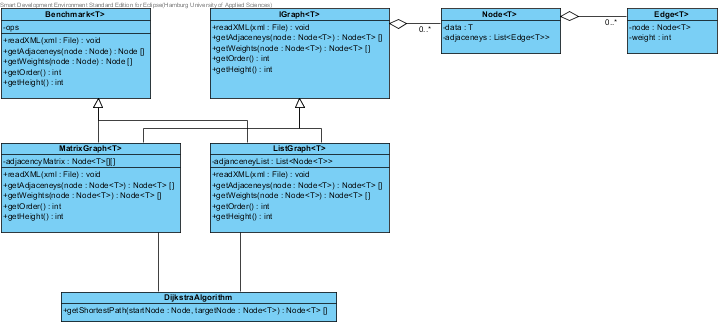 Smart Development Environment Standard Edition for Eclipse(Hamburg University of Applied Sciences)
Benchmark<T>
-ops
+readXML(xml : File) : void
+getAdjaceneys(node : Node) : Node []
+getWeights(node : Node) : Node []
+getOrder() : int
+getHeight() : int
IGraph<T>
+readXML(xml : File) : void
+getAdjaceneys(node : Node<T>) : Node<T> []
+getWeights(node : Node<T>) : Node<T> []
+getOrder() : int
+getHeight() : int
0..*
Node<T>
-data : T
-adjaceneys : List<Edge<T>>
0..*
Edge<T>
-node : Node<T>
-weight : int
MatrixGraph<T>
-adjacencyMatrix : Node<T>[][]
+readXML(xml : File) : void
+getAdjaceneys(node : Node<T>) : Node<T> []
+getWeights(node : Node<T>) : Node<T> []
+getOrder() : int
+getHeight() : int
ListGraph<T>
-adjanceneyList : List<Node<T>>
+readXML(xml : File) : void
+getAdjaceneys(node : Node<T>) : Node<T> []
+getWeights(node : Node<T>) : Node<T> []
+getOrder() : int
+getHeight() : int
DijkstraAlgorithm
+getShortestPath(startNode : Node, targetNode : Node<T>) : Node<T> []